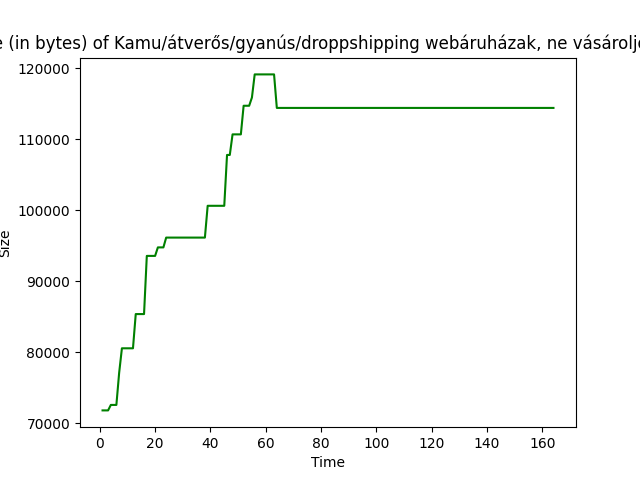 e (in bytes) of Kamu/átverős/gyanús/droppshipping webáruházak, ne vásárolj
120000
110000
100000
90000
80000
70000
Size
0 20 40 60 80 100 120 140 160
Time